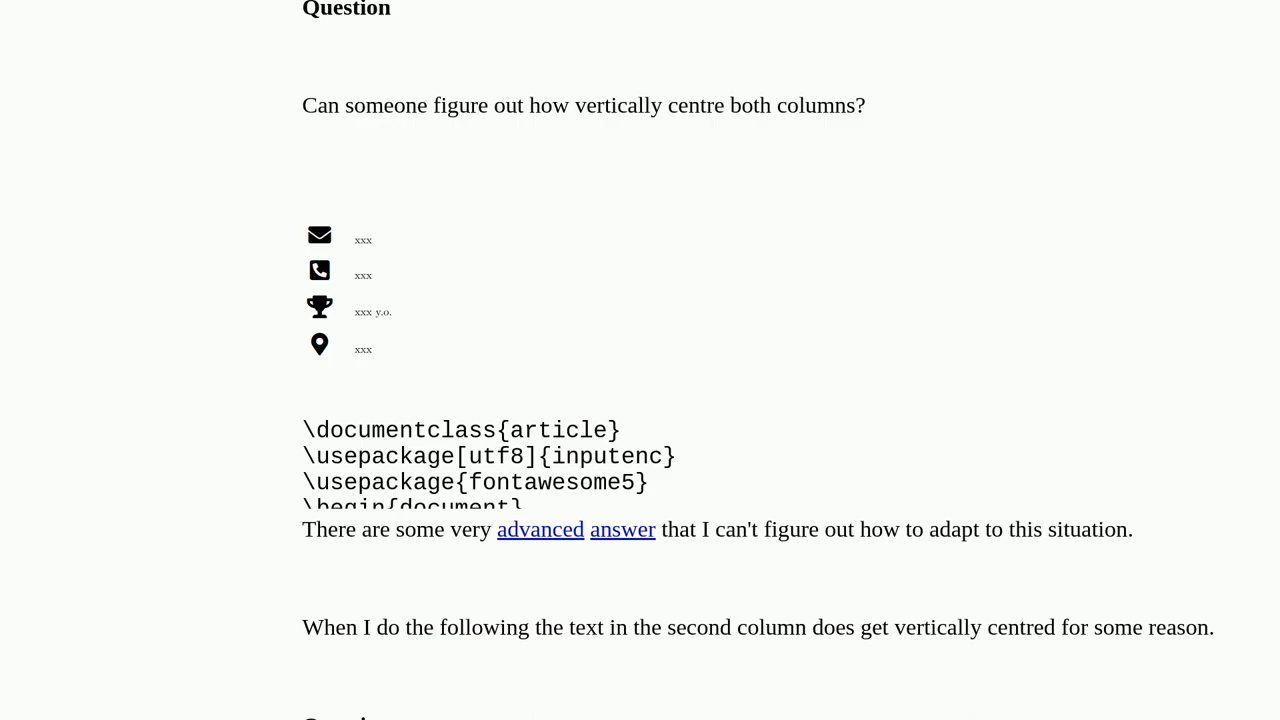 Question
Can someone figure out how vertically centre both columns?
xxx
xxx
xxx y.o.
xxx
\documentclass{article}
\usepackage[utf8]{inputenc}
\usepackage{fontawesome5}
\begin{document}
There are some very advanced answer that I can't figure out how to adapt to this situation.
When I do the following the text in the second column does get vertically centred for some reason.